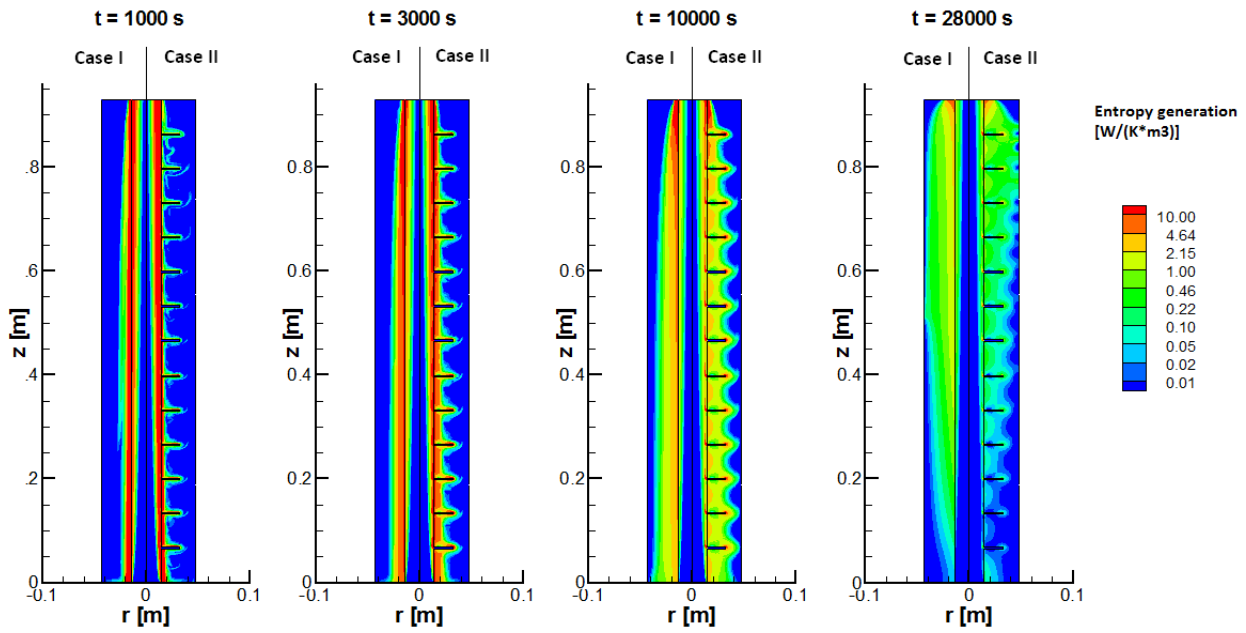 t = 1000 s
t = 3000 s
t = 10000 s
t = 28000 s
Case I
Case II
Case I
Case II
Case I
Case II
Case I
Case II
Entropy generation
[W/(K*m3)]
10.00
4.64
2.15
1.00
0.46
0.22
0.10
0.05
0.02
0.01
z [m]
.8
0.6
0.4
0.2
0
-0.1
0
0.1
r [m]
z [m]
0.8
0.6
0.4
0.2
0
-0.1
0
0.1
r [m]
z [m]
0.8
0.6
0.4
0.2
0
-0.1
0
0.1
r [m]
z [m]
0.8
0.6
0.4
0.2
0
-0.1
0
0.1
r [m]